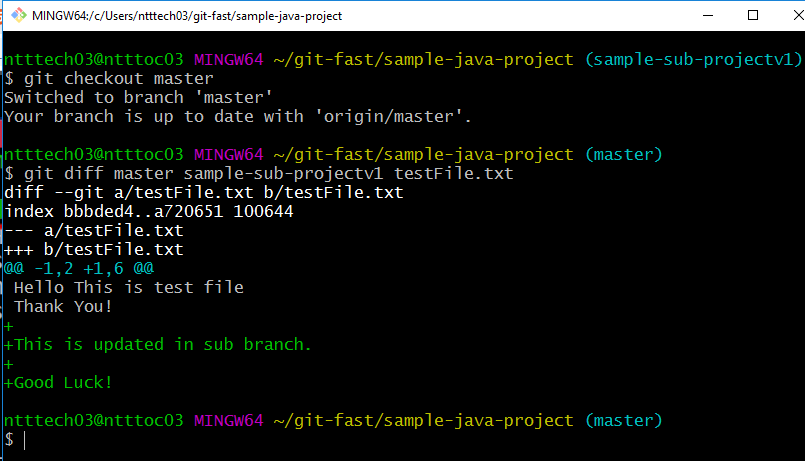 MINGW64:/c/Users/ntttech03/git-fast/sample-java-project
ntttech03@ntttoc03 MINGW64 ~/git-fast/sample-java-project (sample-sub-projectv1)
$ git checkout master
Switched to branch 'master'
Your branch is up to date with 'origin/master'.
ntttech03@ntttoc03 MINGW64 ~/git-fast/sample-java-project (master)
$ git diff master sample-sub-projectv1 testFile.txt
diff --git a/testFile.txt b/testFile.txt
index bbbded4..a720651 100644
--- a/testFile.txt
+++ b/testFile.txt
@@ -1,2 +1,6 @@
 Hello This is test file
 Thank You!
+
+This is updated in sub branch.
+
+Good Luck!
ntttech03@ntttoc03 MINGW64 ~/git-fast/sample-java-project (master)
$